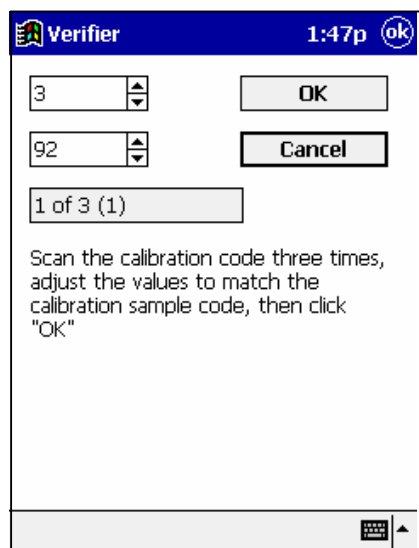 Verifier 1:47p ok
3 OK
92 Cancel
1 of 3 (1)
Scan the calibration code three times,
adjust the values to match the
calibration sample code, then click
"OK"